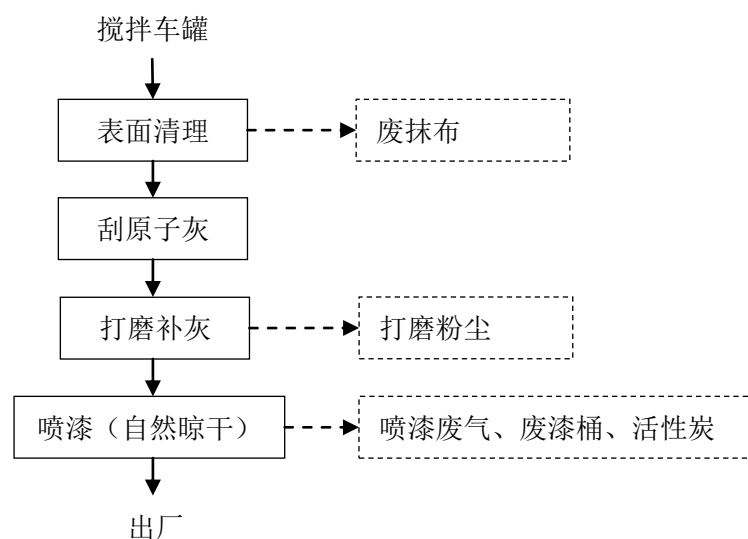 搅拌车罐
表面清理
废抹布
刮原子灰
打磨补灰
打磨粉尘
喷漆（自然晾干）
喷漆废气、废漆桶、活性炭
出厂